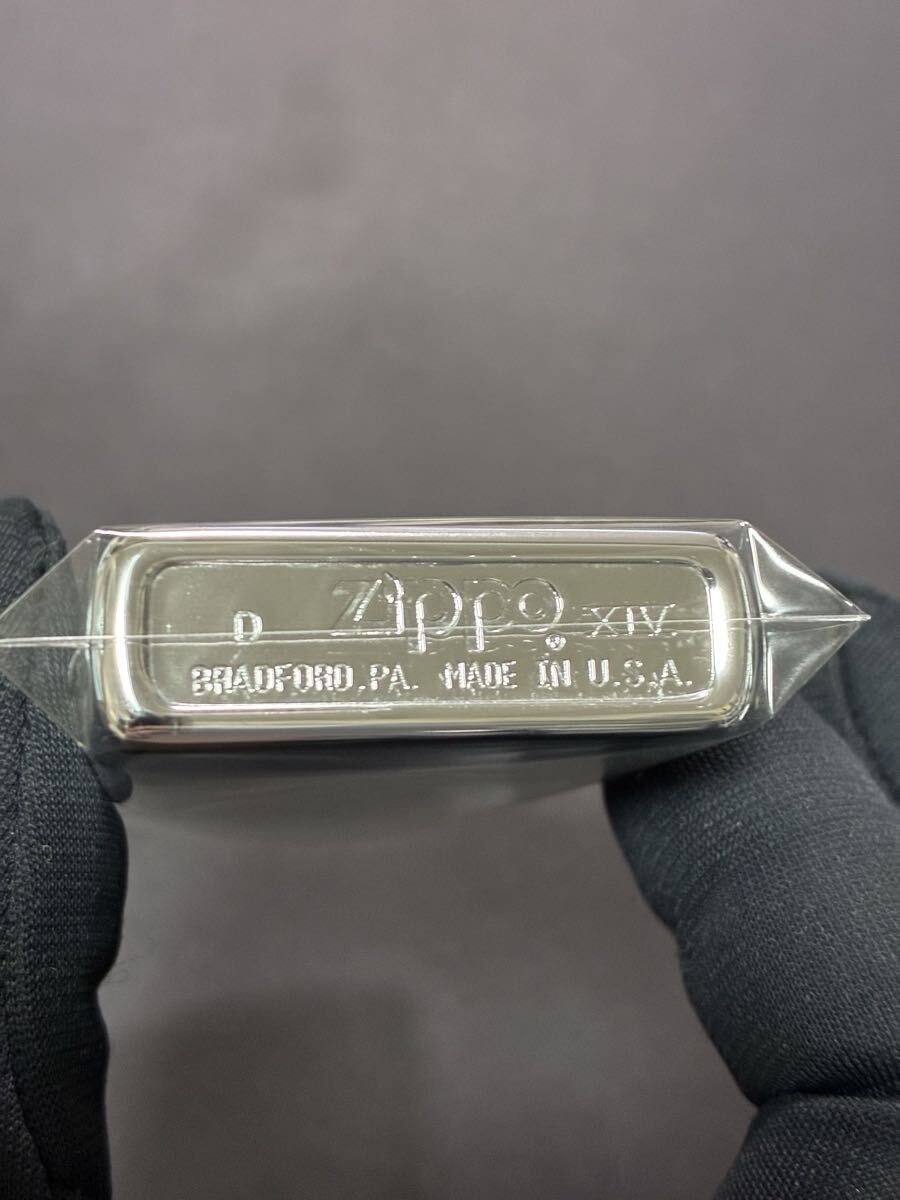 D Zippo® XIV.
BRADFORD,PA. MADE IN U.S.A.